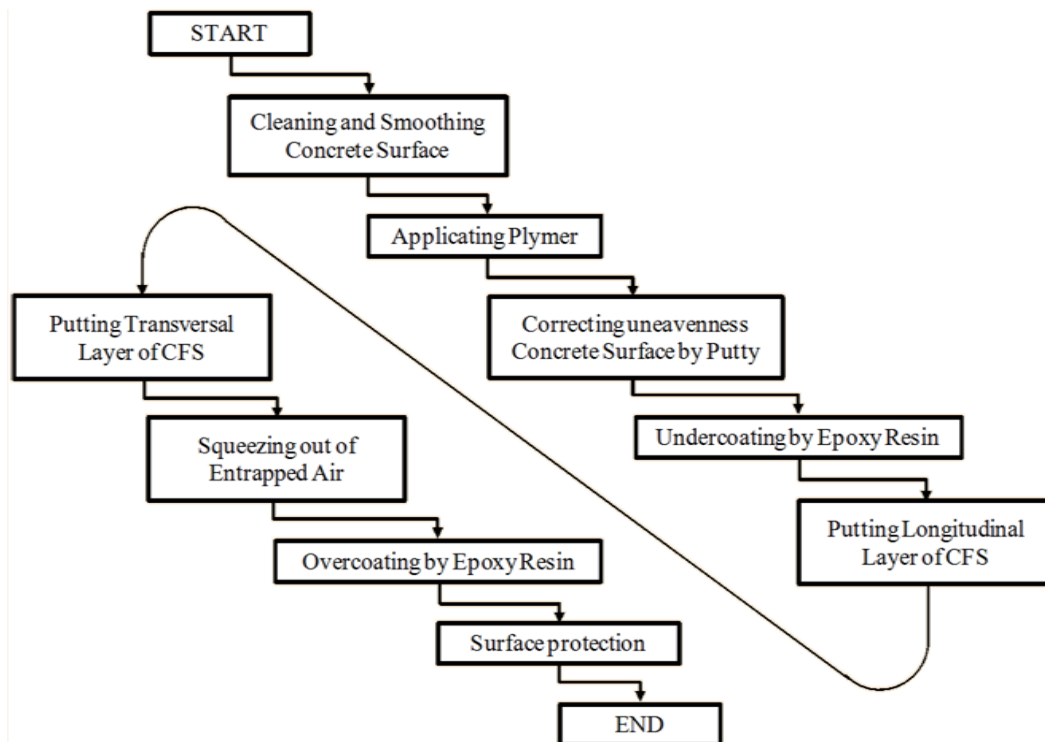 START
Cleaning and Smoothing
Concrete Surface
Applicating Plymer
Correcting uneavenness
Concrete Surface by Putty
Undercoating by Epoxy Resin
Putting Longitudinal
Layer of CFS
Putting Transversal
Layer of CFS
Squeezing out of
Entrapped Air
Overcoating by Epoxy Resin
Surface protection
END